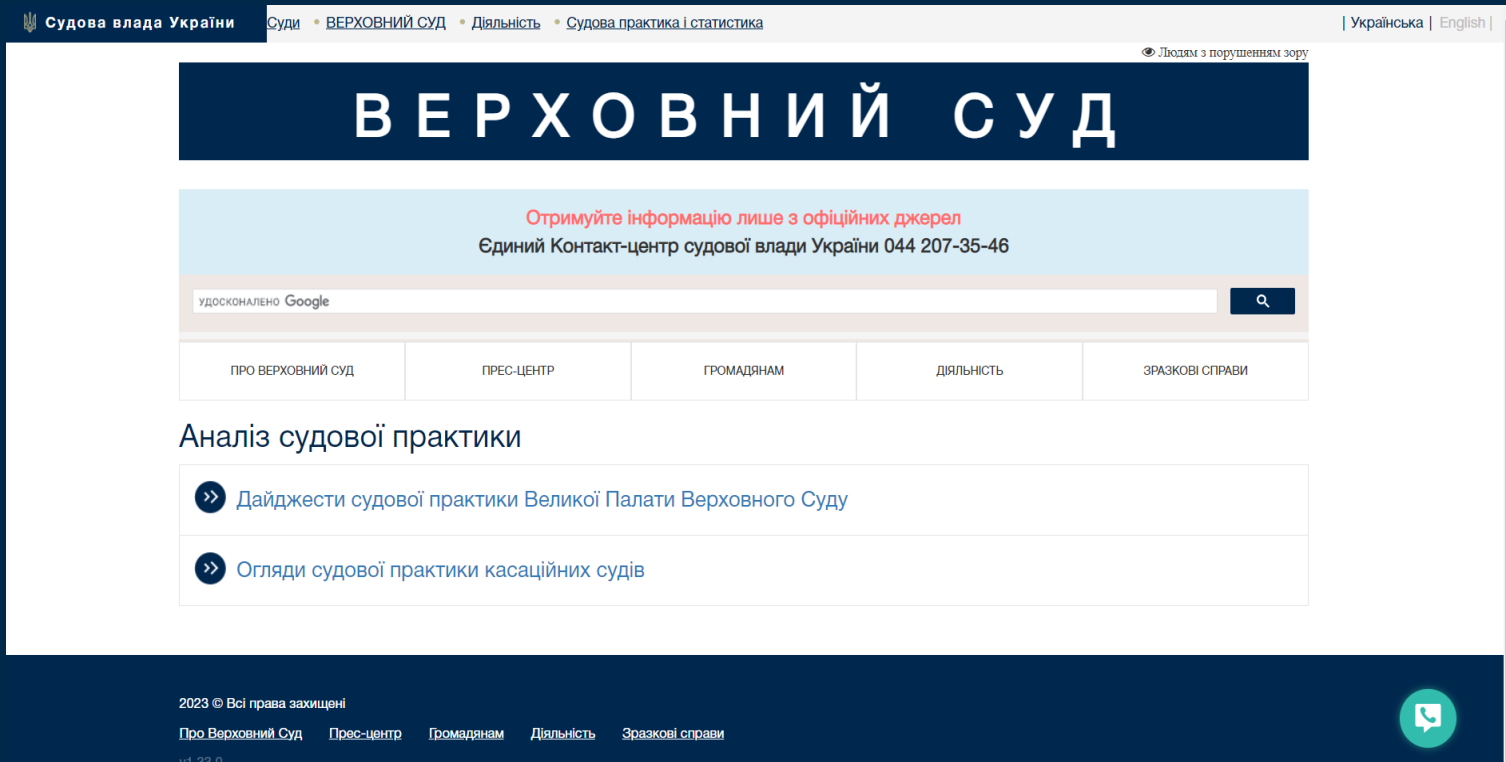 Судова влада України Суди • ВЕРХОВНИЙ СУД • Діяльність • Судова практика і статистика | Українська | English |
Людям з порушенням зору
ВЕРХОВНИЙ СУД
Отримуйте інформацію лише з офіційних джерел
Єдиний Контакт-центр судової влади України 044 207-35-46
УДОСКОНАЛЕНО Google
ПРО ВЕРХОВНИЙ СУД ПРЕС-ЦЕНТР ГРОМАДЯНАМ ДІЯЛЬНІСТЬ ЗРАЗКОВІ СПРАВИ
Аналіз судової практики
Дайджести судової практики Великої Палати Верховного Суду
Огляди судової практики касаційних судів
2023 © Всі права захищені
Про Верховний Суд Прес-центр Громадянам Діяльність Зразкові справи